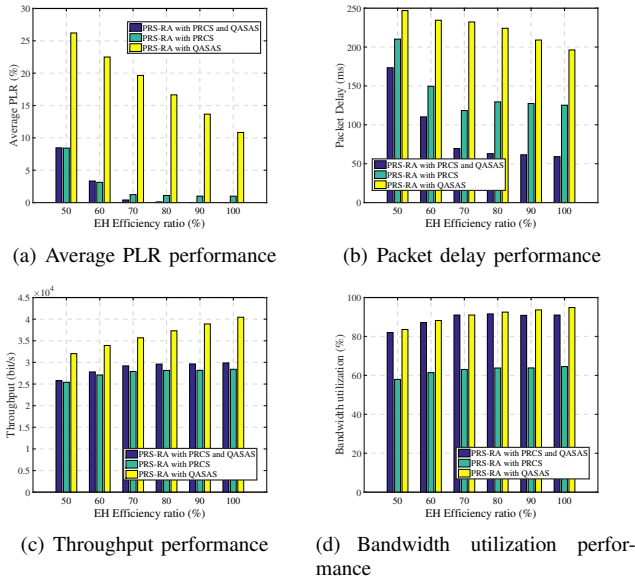 30
25
20
15
10
5
0
Average PLR (%)
PRS-RA with PRCS and QASAS
PRS-RA with PRCS
PRS-RA with QASAS
50 60 70 80 90 100
EH Efficiency ratio (%)
(a) Average PLR performance
250
200
150
100
50
0
Packet Delay (ms)
PRS-RA with PRCS and QASAS
PRS-RA with PRCS
PRS-RA with QASAS
50 60 70 80 90 100
EH Efficiency ratio (%)
(b) Packet delay performance
×10⁴
4.5
4
3.5
3
2.5
2
1.5
1
0.5
0
Throughput (bit/s)
PRS-RA with PRCS and QASAS
PRS-RA with PRCS
PRS-RA with QASAS
50 60 70 80 90 100
EH Efficiency ratio (%)
(c) Throughput performance
100
80
60
40
20
0
Bandwidth utilization (%)
PRS-RA with PRCS and QASAS
PRS-RA with PRCS
PRS-RA with QASAS
50 60 70 80 90 100
EH Efficiency ratio (%)
(d) Bandwidth utilization perfor-
mance